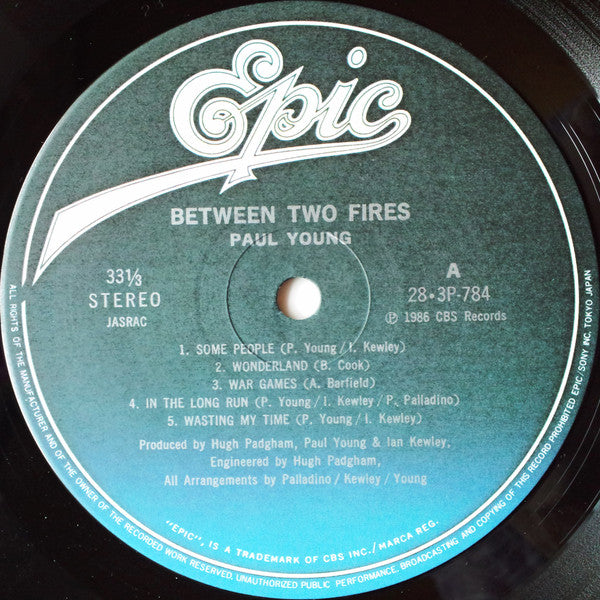 Epic
BETWEEN TWO FIRES
PAUL YOUNG
33⅓
STEREO
JASRAC
A
28・3P-784
Ⓟ 1986 CBS Records
1. SOME PEOPLE (P. Young/I. Kewley)
2. WONDERLAND (B. Cook)
3. WAR GAMES (A. Barfield)
4. IN THE LONG RUN (P. Young/I. Kewley/P. Palladino)
5. WASTING MY TIME (P. Young/I. Kewley)
Produced by Hugh Padgham, Paul Young & Ian Kewley,
Engineered by Hugh Padgham,
All Arrangements by Palladino/Kewley/Young
"EPIC", IS A TRADEMARK OF CBS INC./MARCA REG.
ALL RIGHTS OF THE MANUFACTURER AND OF THE OWNER OF THE RECORDED WORK RESERVED. UNAUTHORIZED PUBLIC PERFORMANCE, BROADCASTING AND COPYING OF THIS RECORD PROHIBITED EPIC/SONY INC. TOKYO JAPAN